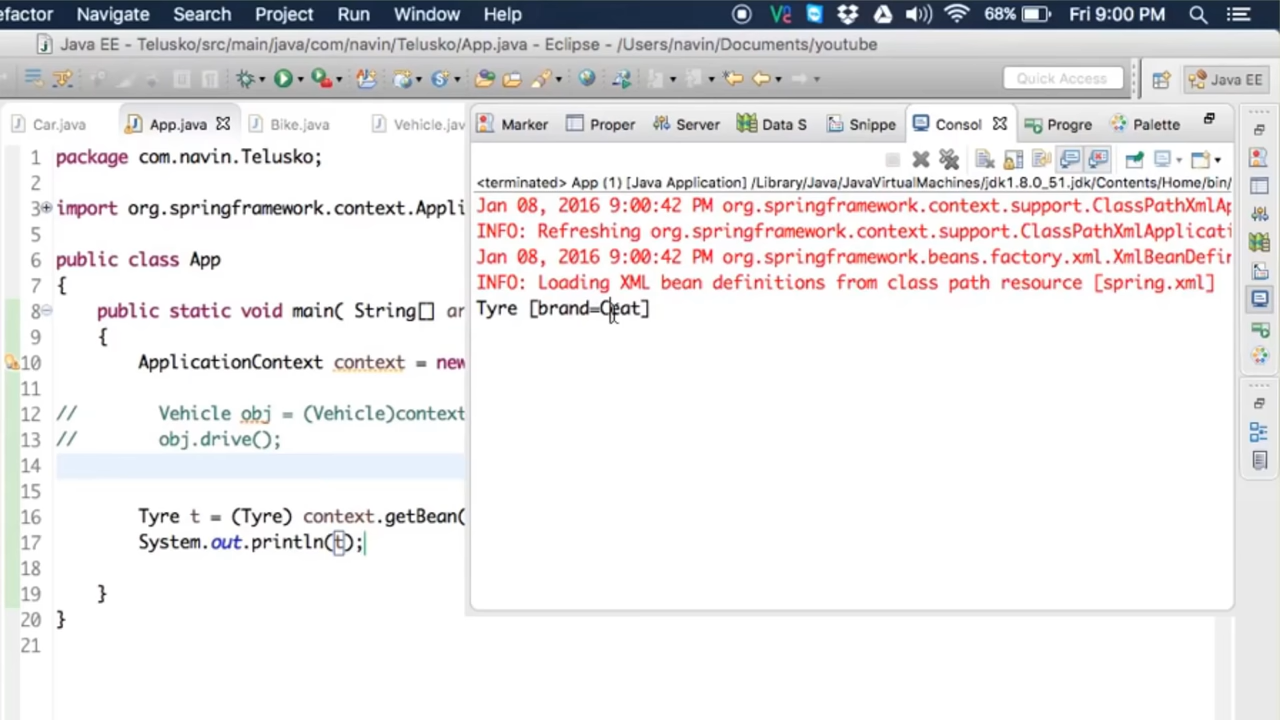 efactor Navigate Search Project Run Window Help 68% Fri 9:00 PM
Java EE - Telusko/src/main/java/com/navin/Telusko/App.java - Eclipse - /Users/navin/Documents/youtube
Quick Access Java EE
Car.java App.java Bike.java Vehicle.jav
Marker Proper Server Data S Snippe Consol Progre Palette
<terminated> App (1) [Java Application] /Library/Java/JavaVirtualMachines/jdk1.8.0_51.jdk/Contents/Home/bin/
Jan 08, 2016 9:00:42 PM org.springframework.context.support.ClassPathXmlAp
INFO: Refreshing org.springframework.context.support.ClassPathXmlApplicati
Jan 08, 2016 9:00:42 PM org.springframework.beans.factory.xml.XmlBeanDefin
INFO: Loading XML bean definitions from class path resource [spring.xml]
Tyre [brand=Ceat]
1 package com.navin.Telusko;
2
3 import org.springframework.context.Appli
5
6 public class App
7 {
8 public static void main( String[] ar
9 {
10 ApplicationContext context = new
11
12 // Vehicle obj = (Vehicle)context
13 // obj.drive();
14
15
16 Tyre t = (Tyre) context.getBean(
17 System.out.println(t);
18
19 }
20 }
21